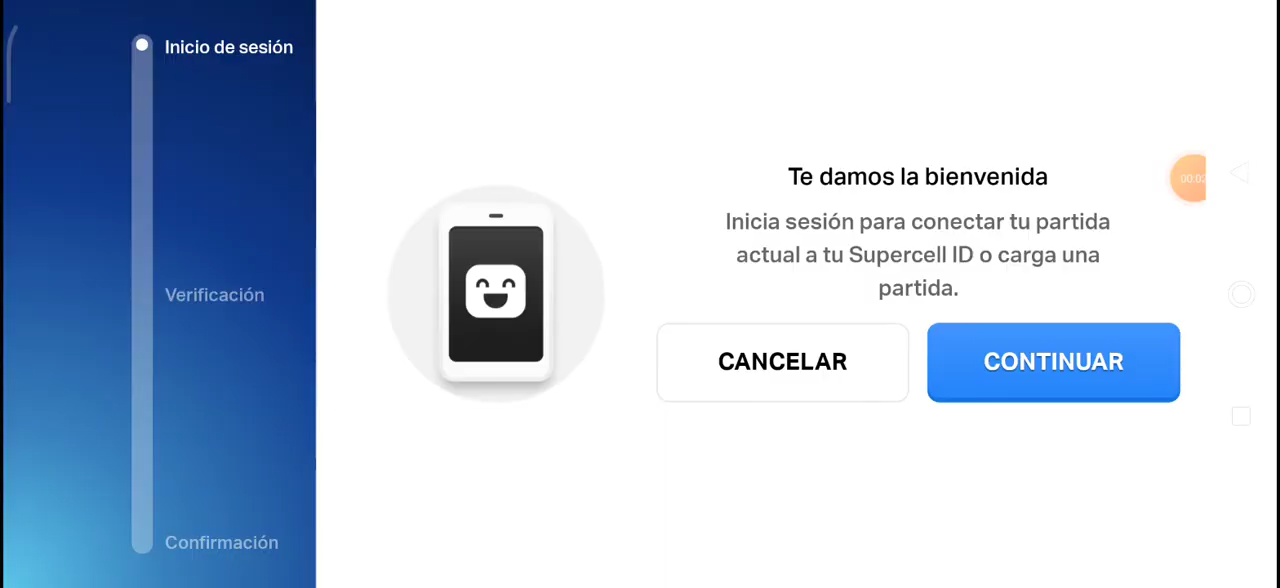 Inicio de sesión
Verificación
Confirmación
Te damos la bienvenida
Inicia sesión para conectar tu partida
actual a tu Supercell ID o carga una
partida.
CANCELAR
CONTINUAR